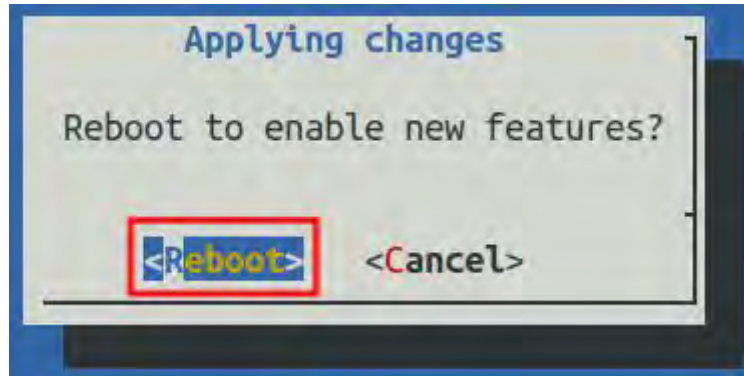 Applying changes
Reboot to enable new features?
<Reboot> <Cancel>